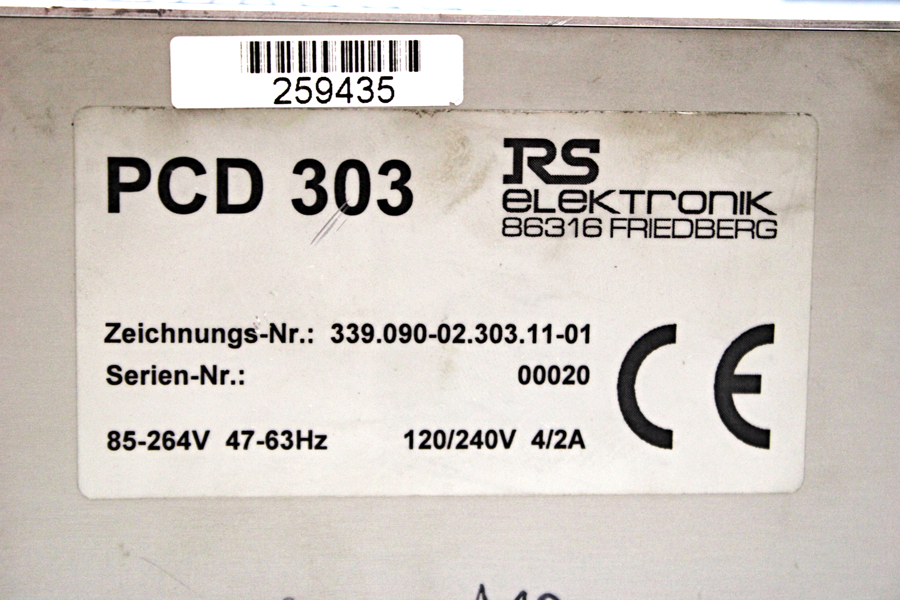 259435
PCD 303
RS
eLeKTronIK
86316 FRIEDBERG
Zeichnungs-Nr.: 339.090-02.303.11-01
Serien-Nr.: 00020
85-264V 47-63Hz 120/240V 4/2A
CE